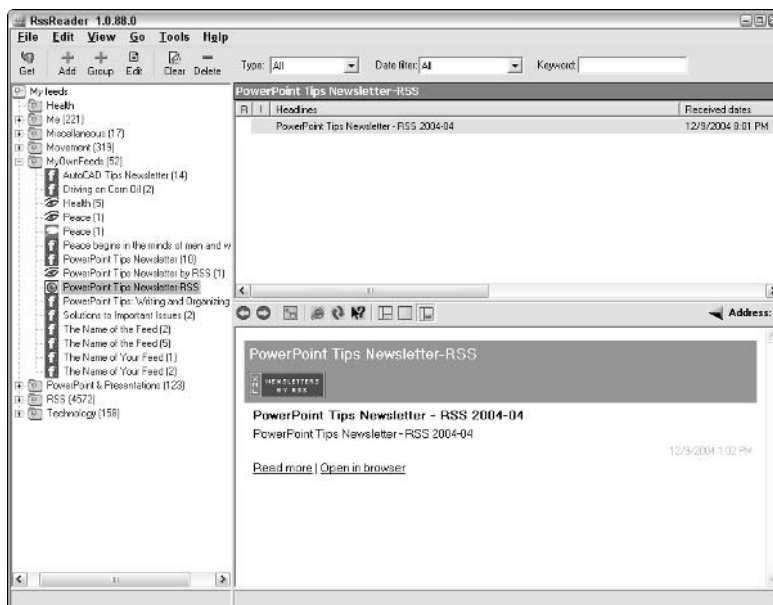 RssReader 1.0.88.0
File Edit View Go Tools Help
Get Add Group Edit Clear Delete Type: All Date filter: All Keyword:
My feeds
Health
Me (221)
Miscellaneous (17)
Movement (319)
MyOwnFeeds (52)
AutoCAD Tips Newsletter (14)
Driving on Corn Oil (2)
Health (5)
Peace (1)
Peace (1)
Peace begins in the minds of men and w
PowerPoint Tips Newsletter (10)
PowerPoint Tips Newsletter by RSS (1)
PowerPoint Tips Newsletter-RSS
PowerPoint Tips: Writing and Organizing
Solutions to Important Issues (2)
The Name of the Feed (2)
The Name of the Feed (5)
The Name of Your Feed (1)
The Name of Your Feed (2)
PowerPoint & Presentations (123)
RSS (4572)
Technology (159)
PowerPoint Tips Newsletter-RSS
R ! Headlines Received dates
PowerPoint Tips Newsletter - RSS 2004-04 12/9/2004 8:01 PM
Address:
PowerPoint Tips Newsletter-RSS
XML NEWSLETTERS BY RSS
PowerPoint Tips Newsletter - RSS 2004-04
PowerPoint Tips Newsletter - RSS 2004-04
12/9/2004 1:02 PM
Read more | Open in browser